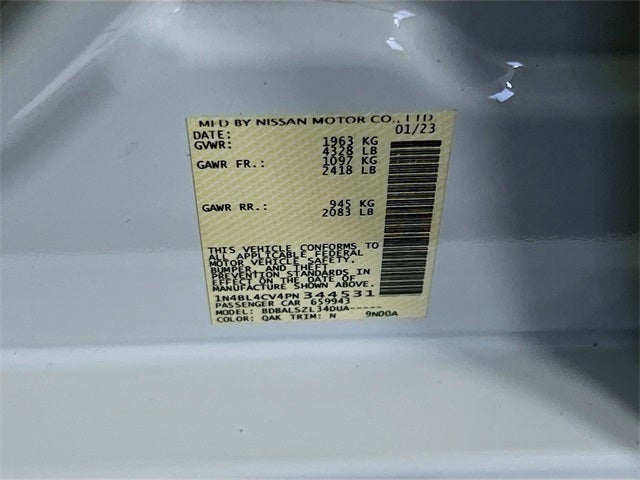 MFD BY NISSAN MOTOR CO., LTD.
DATE: 01/23
GVWR: 1963 KG
4328 LB
GAWR FR.: 1097 KG
2418 LB
GAWR RR.: 945 KG
2083 LB
THIS VEHICLE CONFORMS TO
ALL APPLICABLE FEDERAL
MOTOR VEHICLE SAFETY,
BUMPER, AND THEFT
PREVENTION STANDARDS IN
EFFECT ON THE DATE OF
MANUFACTURE SHOWN ABOVE.
1N4BL4CV4PN344531
PASSENGER CAR 659943
MODEL: BDBALSZL34DUA-----
COLOR: QAK TRIM: N 9N00A